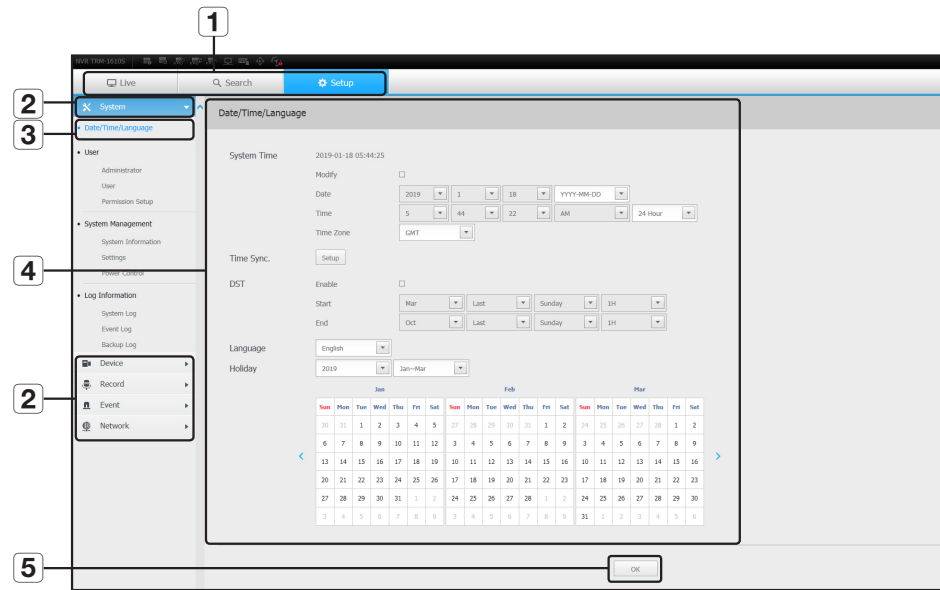 1
NVR TRM-1610S
Live Search Setup
2 System
3 Date/Time/Language
User
Administrator
User
Permission Setup
System Management
System Information
Settings
4 Power Control
Log Information
System Log
Event Log
Backup Log
Device
Record
2 Event
Network
Date/Time/Language
System Time 2019-01-18 05:44:25
Modify
Date 2019 1 18 YYYY-MM-DD
Time 5 44 22 AM 24 Hour
Time Zone GMT
Time Sync. Setup
DST Enable
Start Mar Last Sunday 1H
End Oct Last Sunday 1H
Language English
Holiday 2019 Jan~Mar
Jan Feb Mar
Sun Mon Tue Wed Thu Fri Sat Sun Mon Tue Wed Thu Fri Sat Sun Mon Tue Wed Thu Fri Sat
30 31 1 2 3 4 5 27 28 29 30 31 1 2 24 25 26 27 28 1 2
6 7 8 9 10 11 12 3 4 5 6 7 8 9 3 4 5 6 7 8 9
13 14 15 16 17 18 19 10 11 12 13 14 15 16 10 11 12 13 14 15 16
20 21 22 23 24 25 26 17 18 19 20 21 22 23 17 18 19 20 21 22 23
27 28 29 30 31 1 2 24 25 26 27 28 1 2 24 25 26 27 28 29 30
3 4 5 6 7 8 9 3 4 5 6 7 8 9 31 1 2 3 4 5 6
5 OK